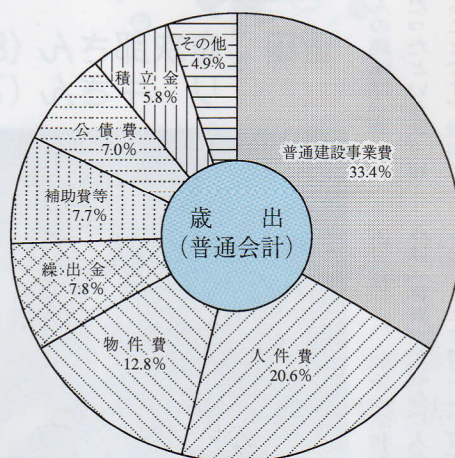 歳出
(普通会計)
普通建設事業費
33.4%
人件費
20.6%
物件費
12.8%
繰出金
7.8%
補助費等
7.7%
公債費
7.0%
積立金
5.8%
その他
4.9%